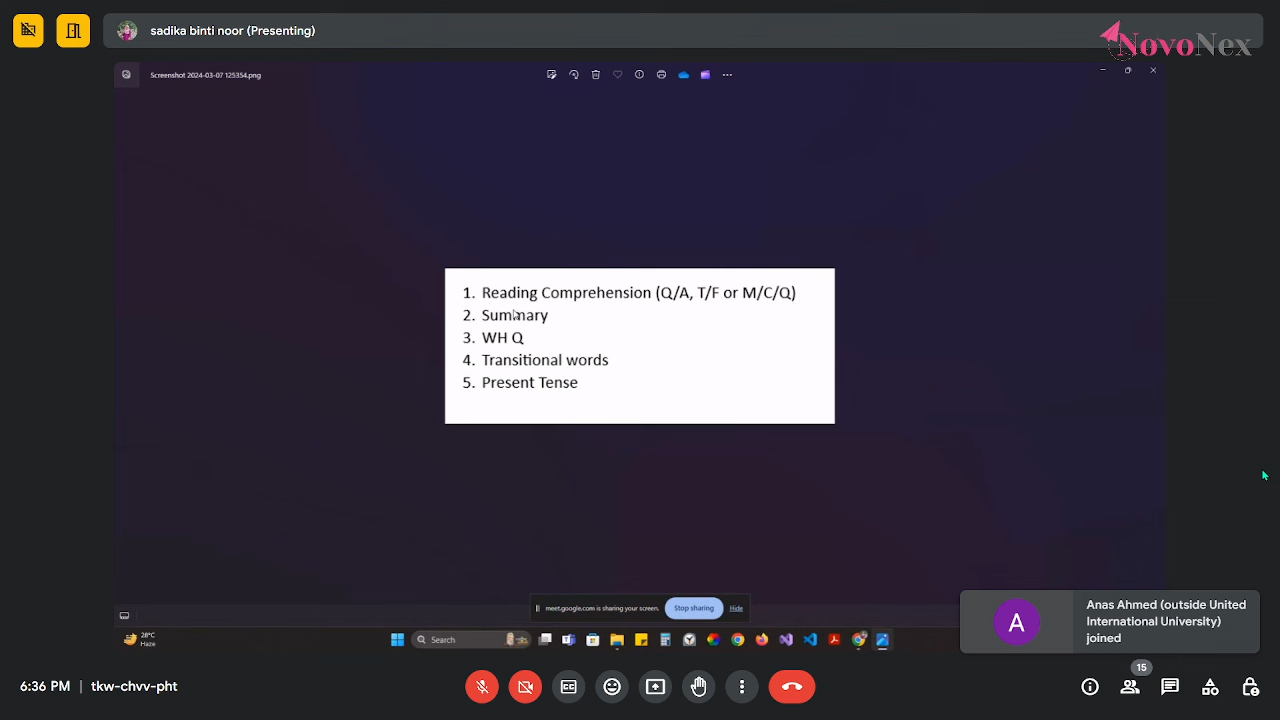 sadika binti noor (Presenting)
NovoNex
Screenshot 2024-03-07 125354.png
1. Reading Comprehension (Q/A, T/F or M/C/Q)
2. Summary
3. WH Q
4. Transitional words
5. Present Tense
meet.google.com is sharing your screen.
Stop sharing
Hide
28°C
Haze
Search
A
Anas Ahmed (outside United
International University)
joined
15
6:36 PM | tkw-chvv-pht